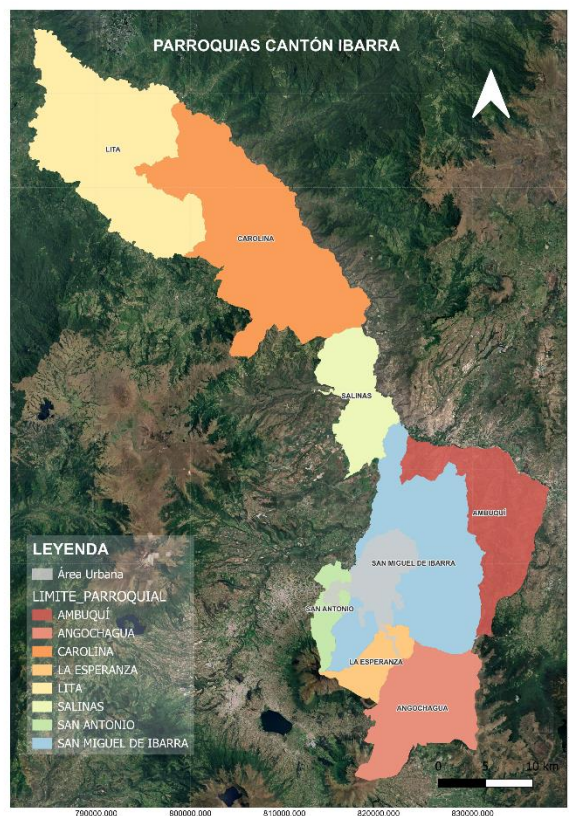 PARROQUIAS CANTÓN IBARRA
LITA
CAROLINA
SALINAS
AMBUQUÍ
SAN MIGUEL DE IBARRA
SAN ANTONIO
LA ESPERANZA
ANGOCHAGUA
LEYENDA
Área Urbana
LIMITE_PARROQUIAL
AMBUQUÍ
ANGOCHAGUA
CAROLINA
LA ESPERANZA
LITA
SALINAS
SAN ANTONIO
SAN MIGUEL DE IBARRA
0 5 10 km
790000.000 800000.000 810000.000 820000.000 830000.000